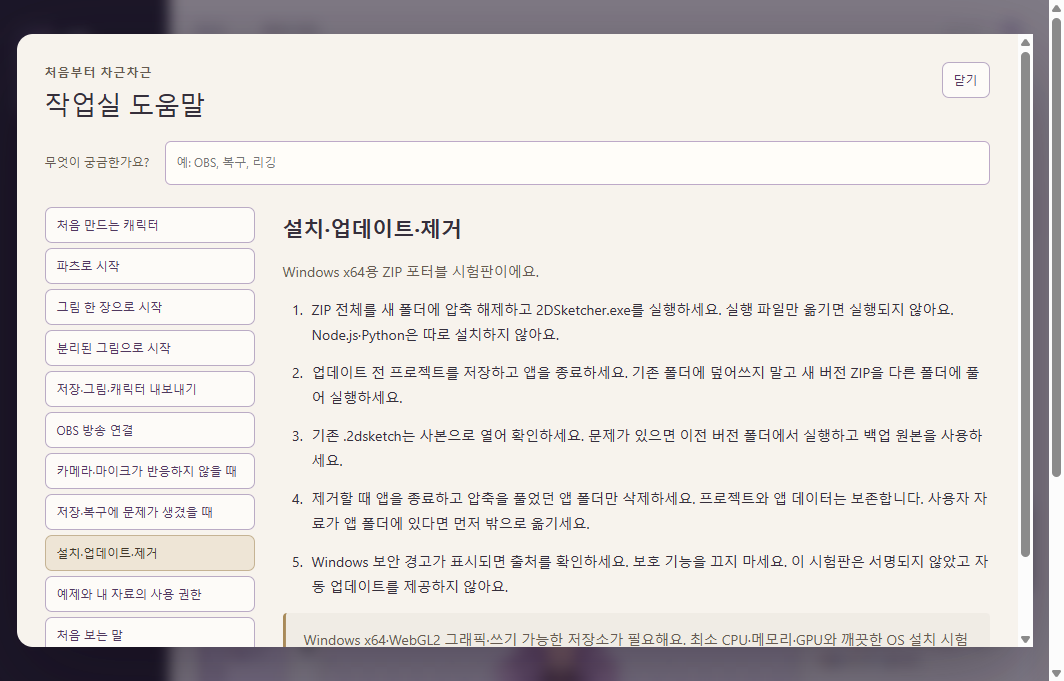 처음부터 차근차근
작업실 도움말
닫기
무엇이 궁금한가요?
예: OBS, 복구, 리깅
처음 만드는 캐릭터
파츠로 시작
그림 한 장으로 시작
분리된 그림으로 시작
저장·그림·캐릭터 내보내기
OBS 방송 연결
카메라·마이크가 반응하지 않을 때
저장·복구에 문제가 생겼을 때
설치·업데이트·제거
예제와 내 자료의 사용 권한
처음 보는 말
설치·업데이트·제거
Windows x64용 ZIP 포터블 시험판이에요.
1. ZIP 전체를 새 폴더에 압축 해제하고 2DSketcher.exe를 실행하세요. 실행 파일만 옮기면 실행되지 않아요.
Node.js·Python은 따로 설치하지 않아요.
2. 업데이트 전 프로젝트를 저장하고 앱을 종료하세요. 기존 폴더에 덮어쓰지 말고 새 버전 ZIP을 다른 폴더에 풀
어 실행하세요.
3. 기존 .2dsketch는 사본으로 열어 확인하세요. 문제가 있으면 이전 버전 폴더에서 실행하고 백업 원본을 사용하
세요.
4. 제거할 때 앱을 종료하고 압축을 풀었던 앱 폴더만 삭제하세요. 프로젝트와 앱 데이터는 보존합니다. 사용자 자
료가 앱 폴더에 있다면 먼저 밖으로 옮기세요.
5. Windows 보안 경고가 표시되면 출처를 확인하세요. 보호 기능을 끄지 마세요. 이 시험판은 서명되지 않았고 자
동 업데이트를 제공하지 않아요.
Windows x64·WebGL2 그래픽·쓰기 가능한 저장소가 필요해요. 최소 CPU·메모리·GPU와 깨끗한 OS 설치 시험